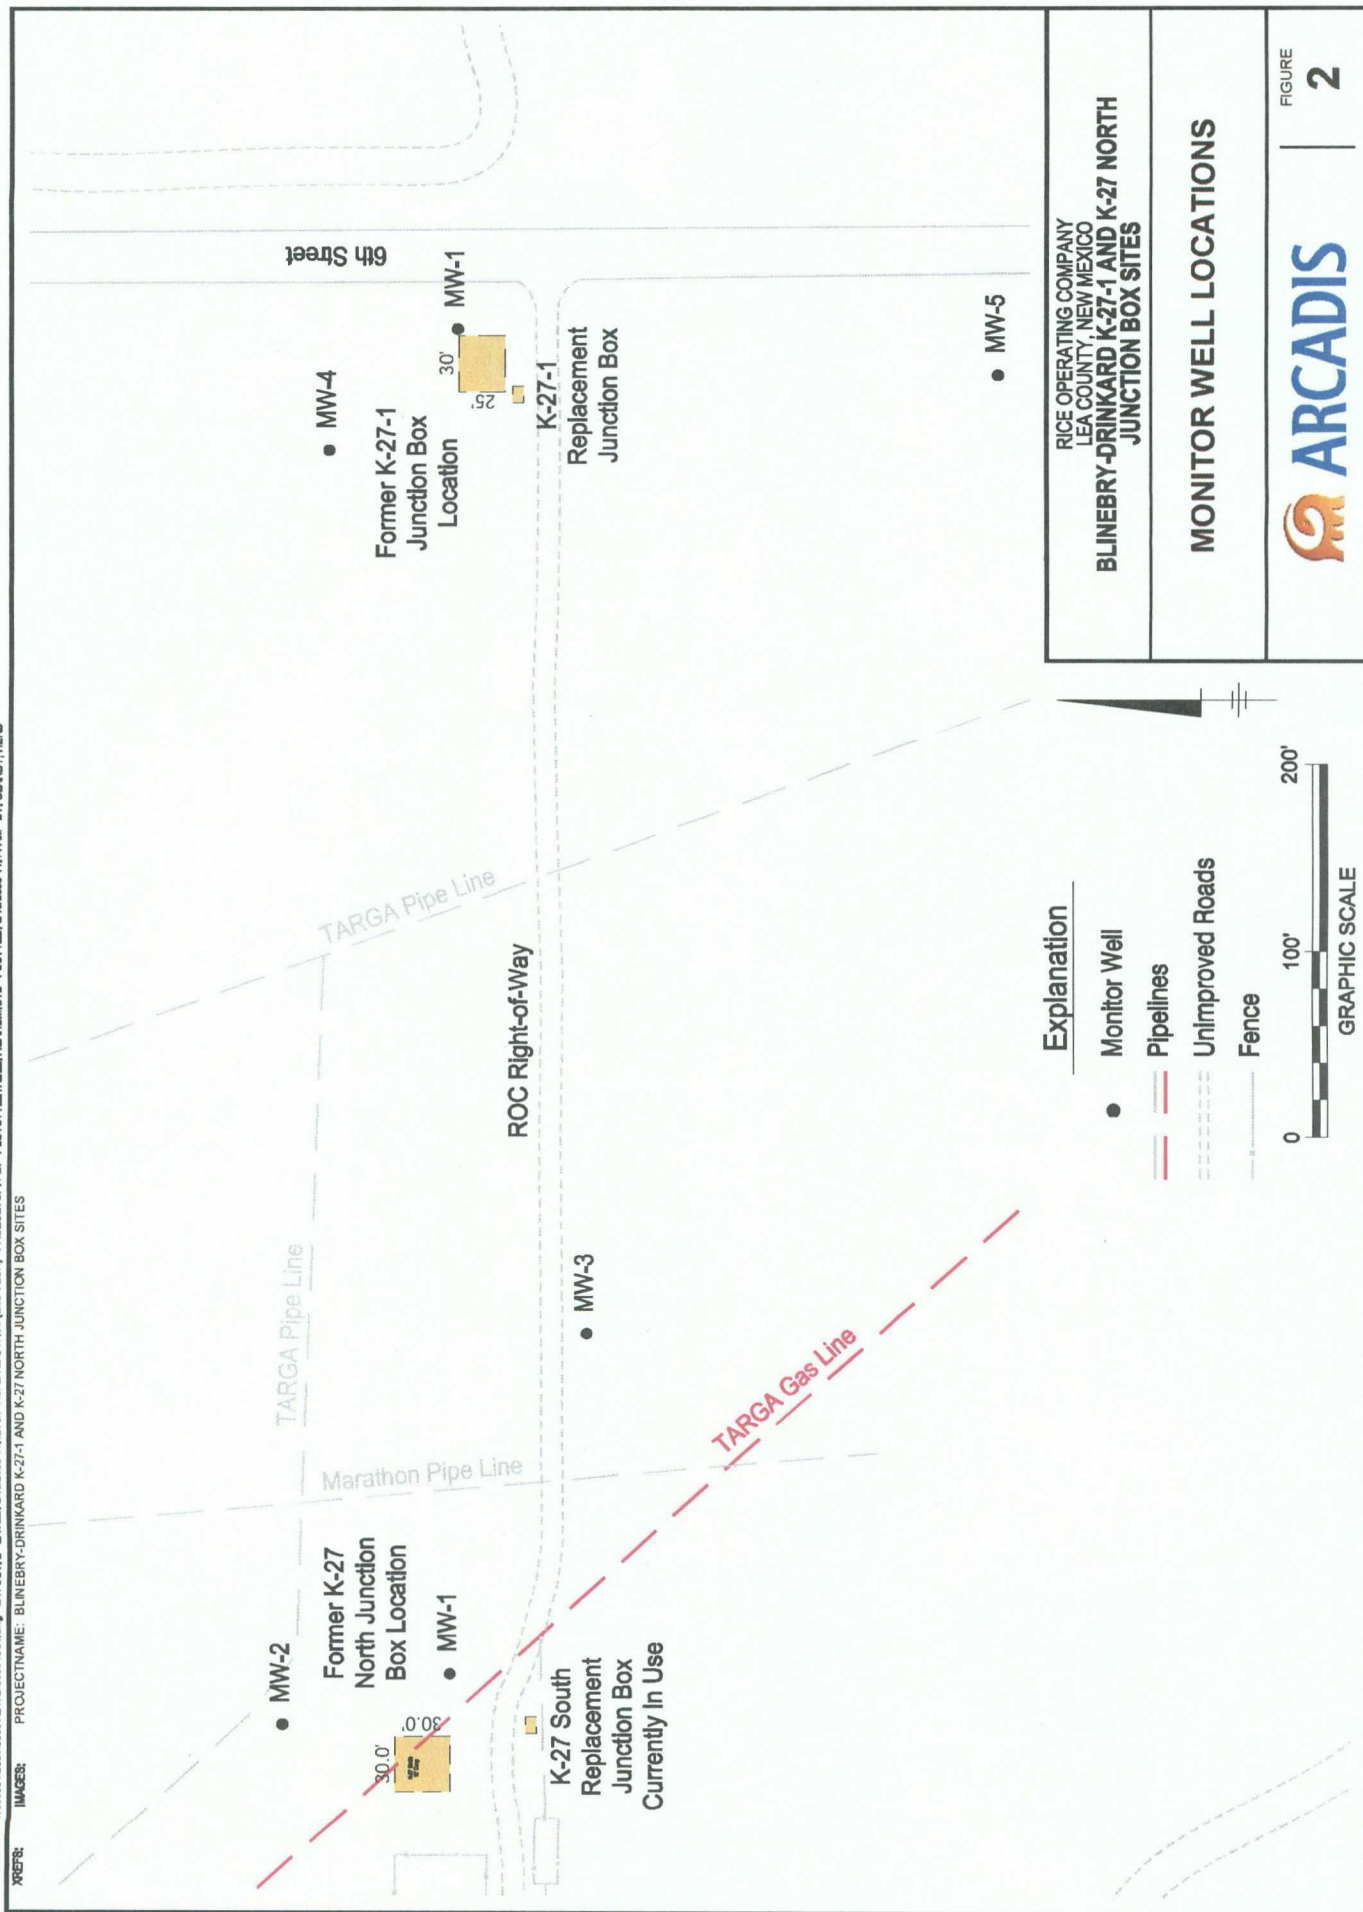 XREFS:
IMAGES:
PROJECTNAME: BLINEBRY-DRINKARD K-27-1 AND K-27 NORTH JUNCTION BOX SITES
TARGA Pipe Line
TARGA Pipe Line
Marathon Pipe Line
MW-2
Former K-27
North Junction
Box Location
MW-1
30.0'
30.0'
K-27 South
Replacement
Junction Box
Currently In Use
ROC Right-of-Way
MW-3
TARGA Gas Line
6th Street
MW-4
Former K-27-1
Junction Box
Location
30'
25'
MW-1
K-27-1
Replacement
Junction Box
MW-5
Explanation
Monitor Well
Pipelines
Unimproved Roads
Fence
0
100'
200'
GRAPHIC SCALE
RICE OPERATING COMPANY
LEA COUNTY, NEW MEXICO
BLINEBRY-DRINKARD K-27-1 AND K-27 NORTH
JUNCTION BOX SITES
MONITOR WELL LOCATIONS
ARCADIS
FIGURE
2